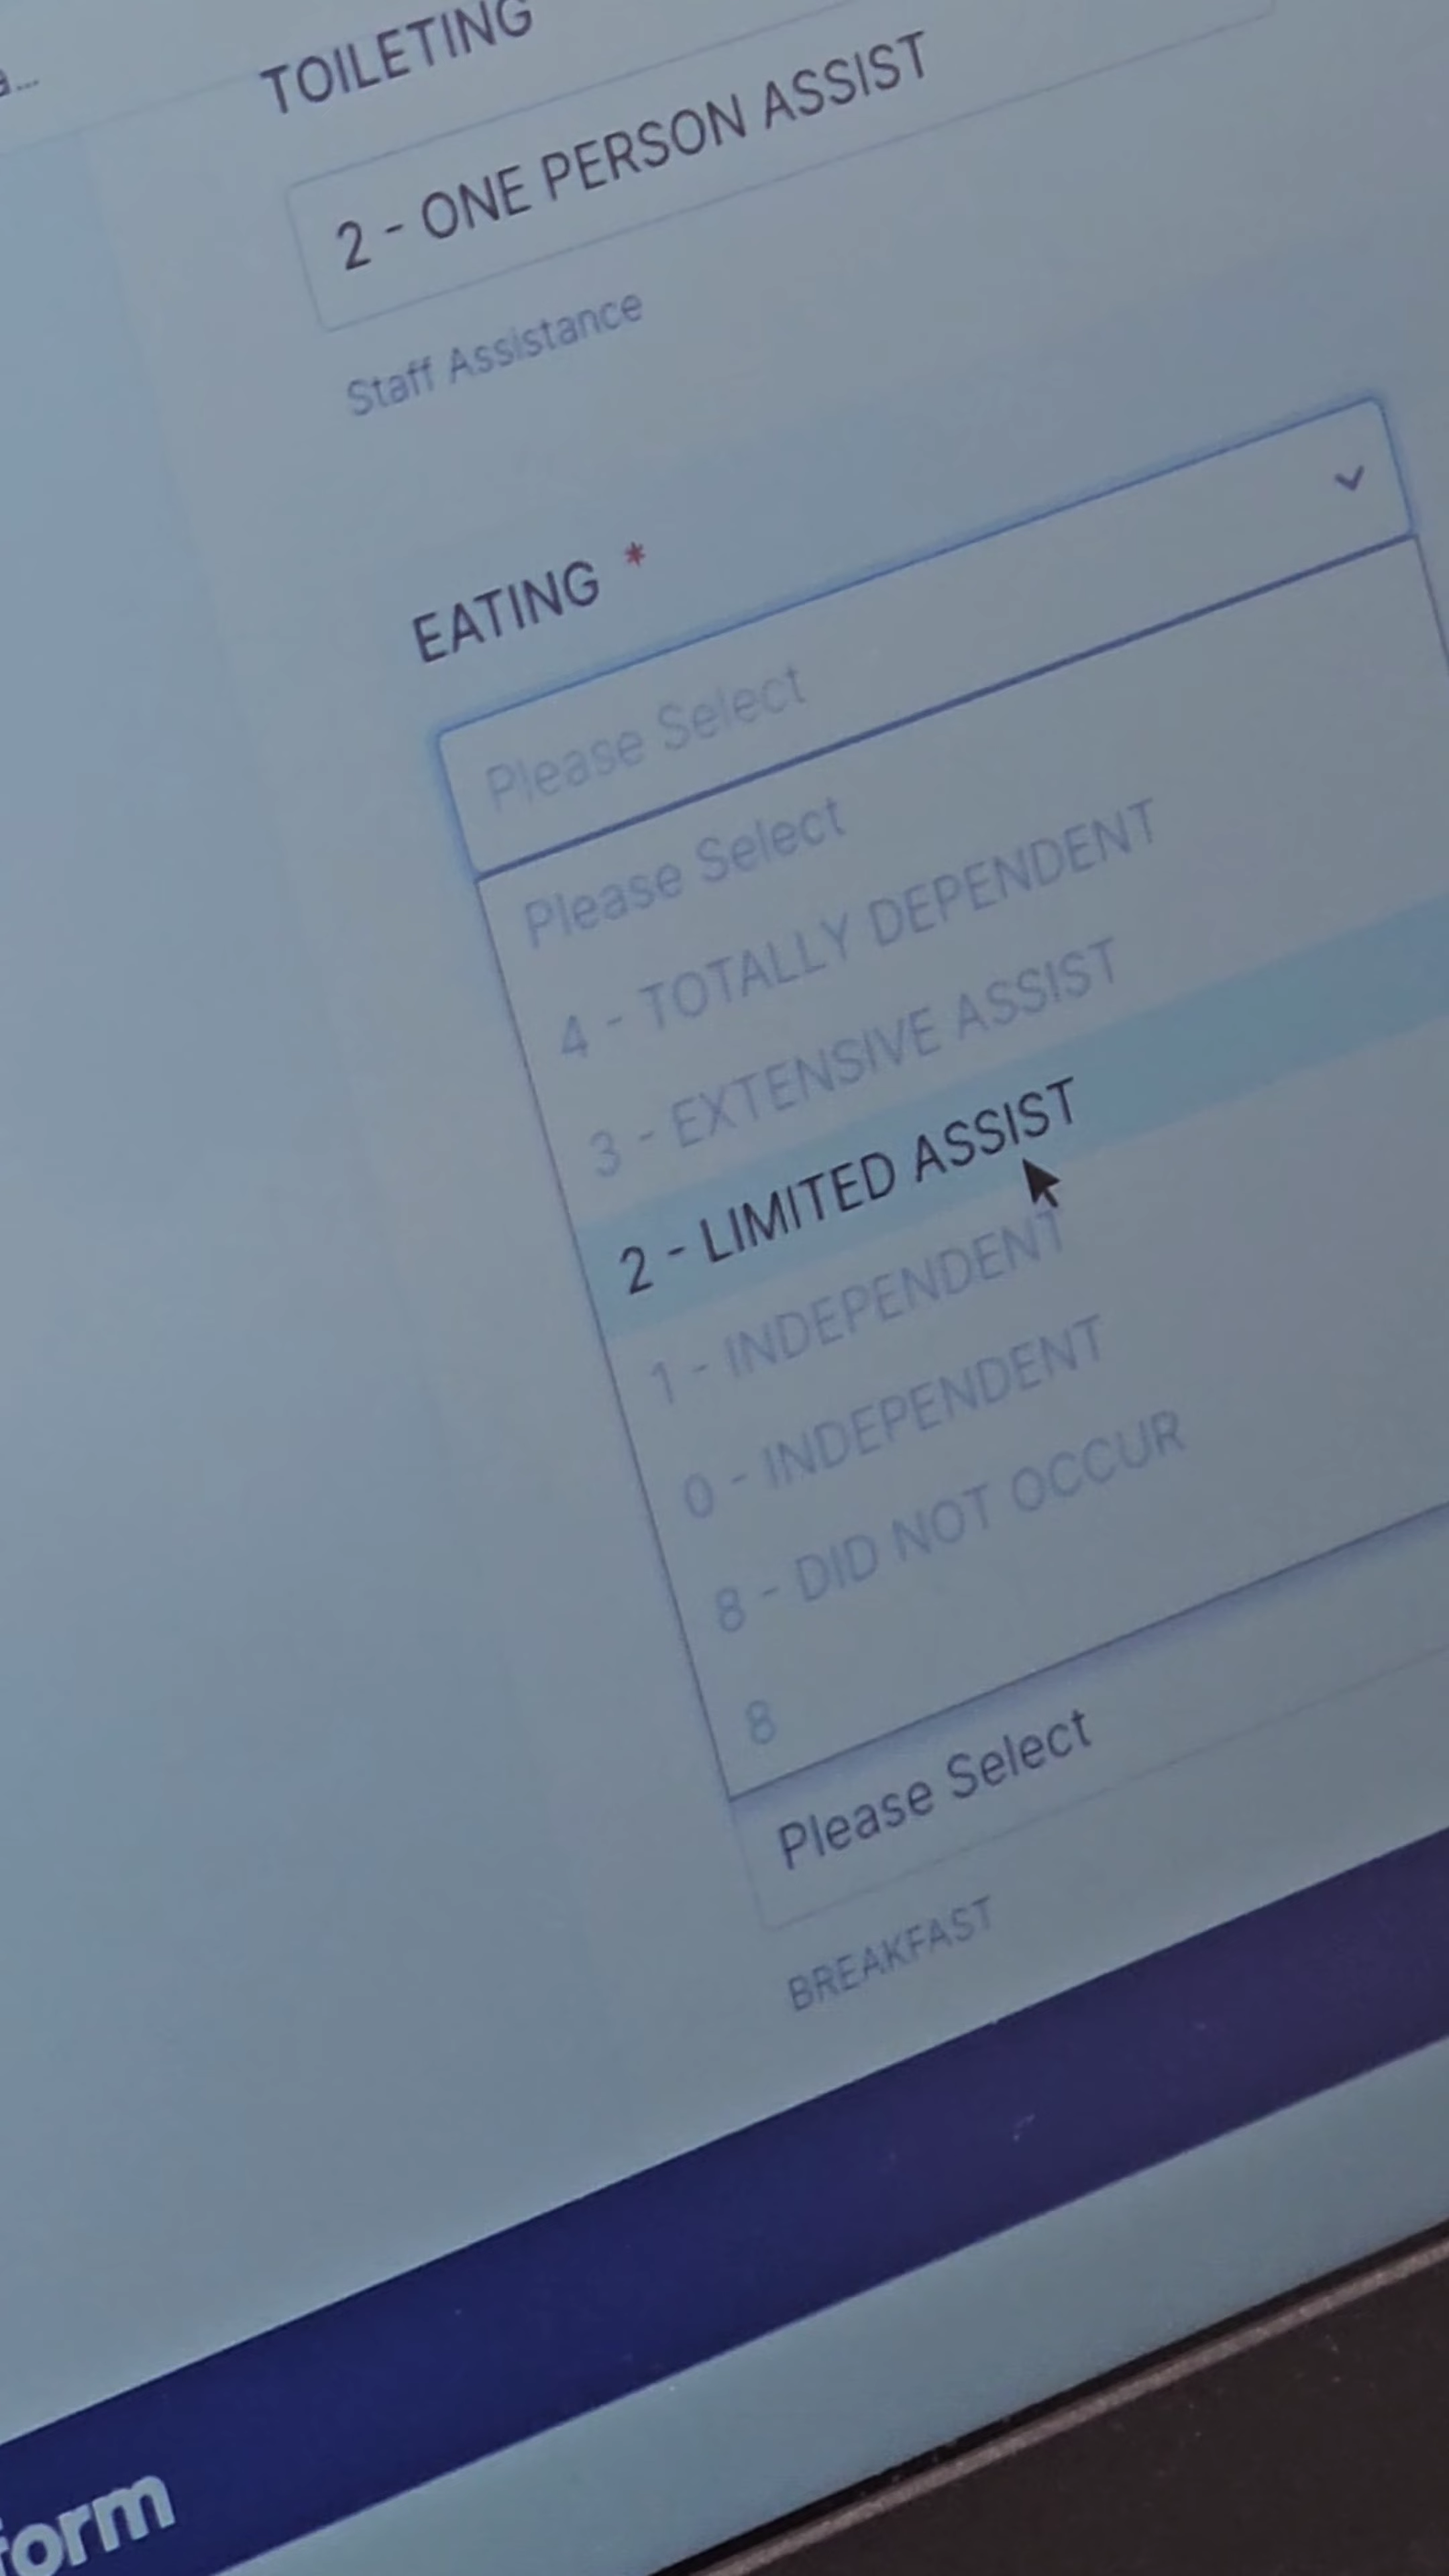 TOILETING
2 - ONE PERSON ASSIST
Staff Assistance
EATING *
Please Select
Please Select
4 - TOTALLY DEPENDENT
3 - EXTENSIVE ASSIST
2 - LIMITED ASSIST
1 - INDEPENDENT
0 - INDEPENDENT
8 - DID NOT OCCUR
8
Please Select
BREAKFAST
form